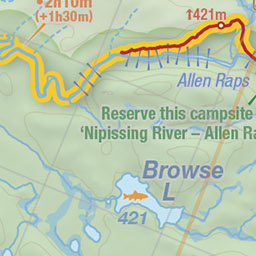 2h10m
(+1h30m)
↑421m
Allen Raps
Reserve this campsite
‘Nipissing River – Allen Ra
Browse
L
421